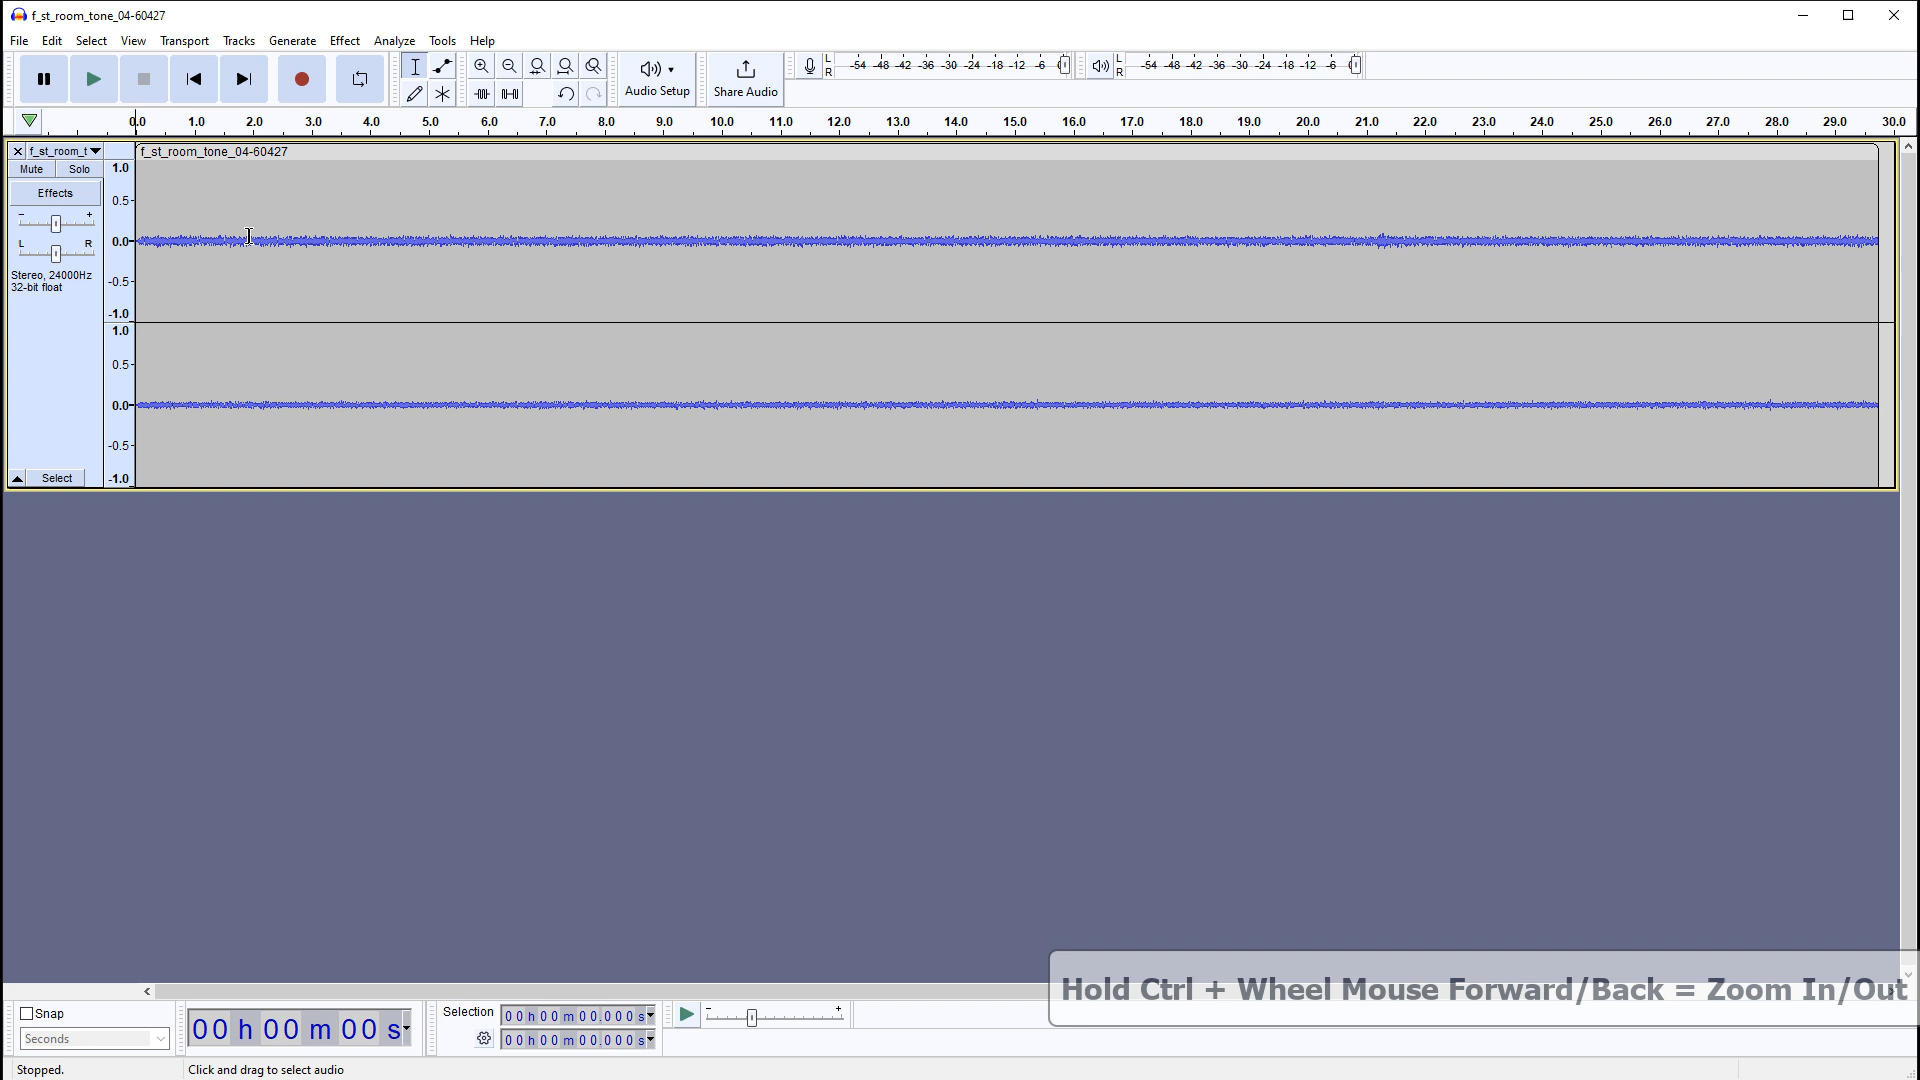 f_st_room_tone_04-60427
File Edit Select View Transport Tracks Generate Effect Analyze Tools Help
L R -54 -48 -42 -36 -30 -24 -18 -12 -6
L R -54 -48 -42 -36 -30 -24 -18 -12 -6
Audio Setup
Share Audio
0.0 1.0 2.0 3.0 4.0 5.0 6.0 7.0 8.0 9.0 10.0 11.0 12.0 13.0 14.0 15.0 16.0 17.0 18.0 19.0 20.0 21.0 22.0 23.0 24.0 25.0 26.0 27.0 28.0 29.0 30.0
f_st_room_t
f_st_room_tone_04-60427
Mute Solo
Effects
- +
L R
Stereo, 24000Hz
32-bit float
Select
1.0
0.5-
0.0-
-0.5-
-1.0
1.0
0.5-
0.0-
-0.5-
-1.0
Hold Ctrl + Wheel Mouse Forward/Back = Zoom In/Out
Snap
Seconds
00 h 00 m 00 s
Selection
00 h 00 m 00.000 s
00 h 00 m 00.000 s
- +
Stopped.
Click and drag to select audio